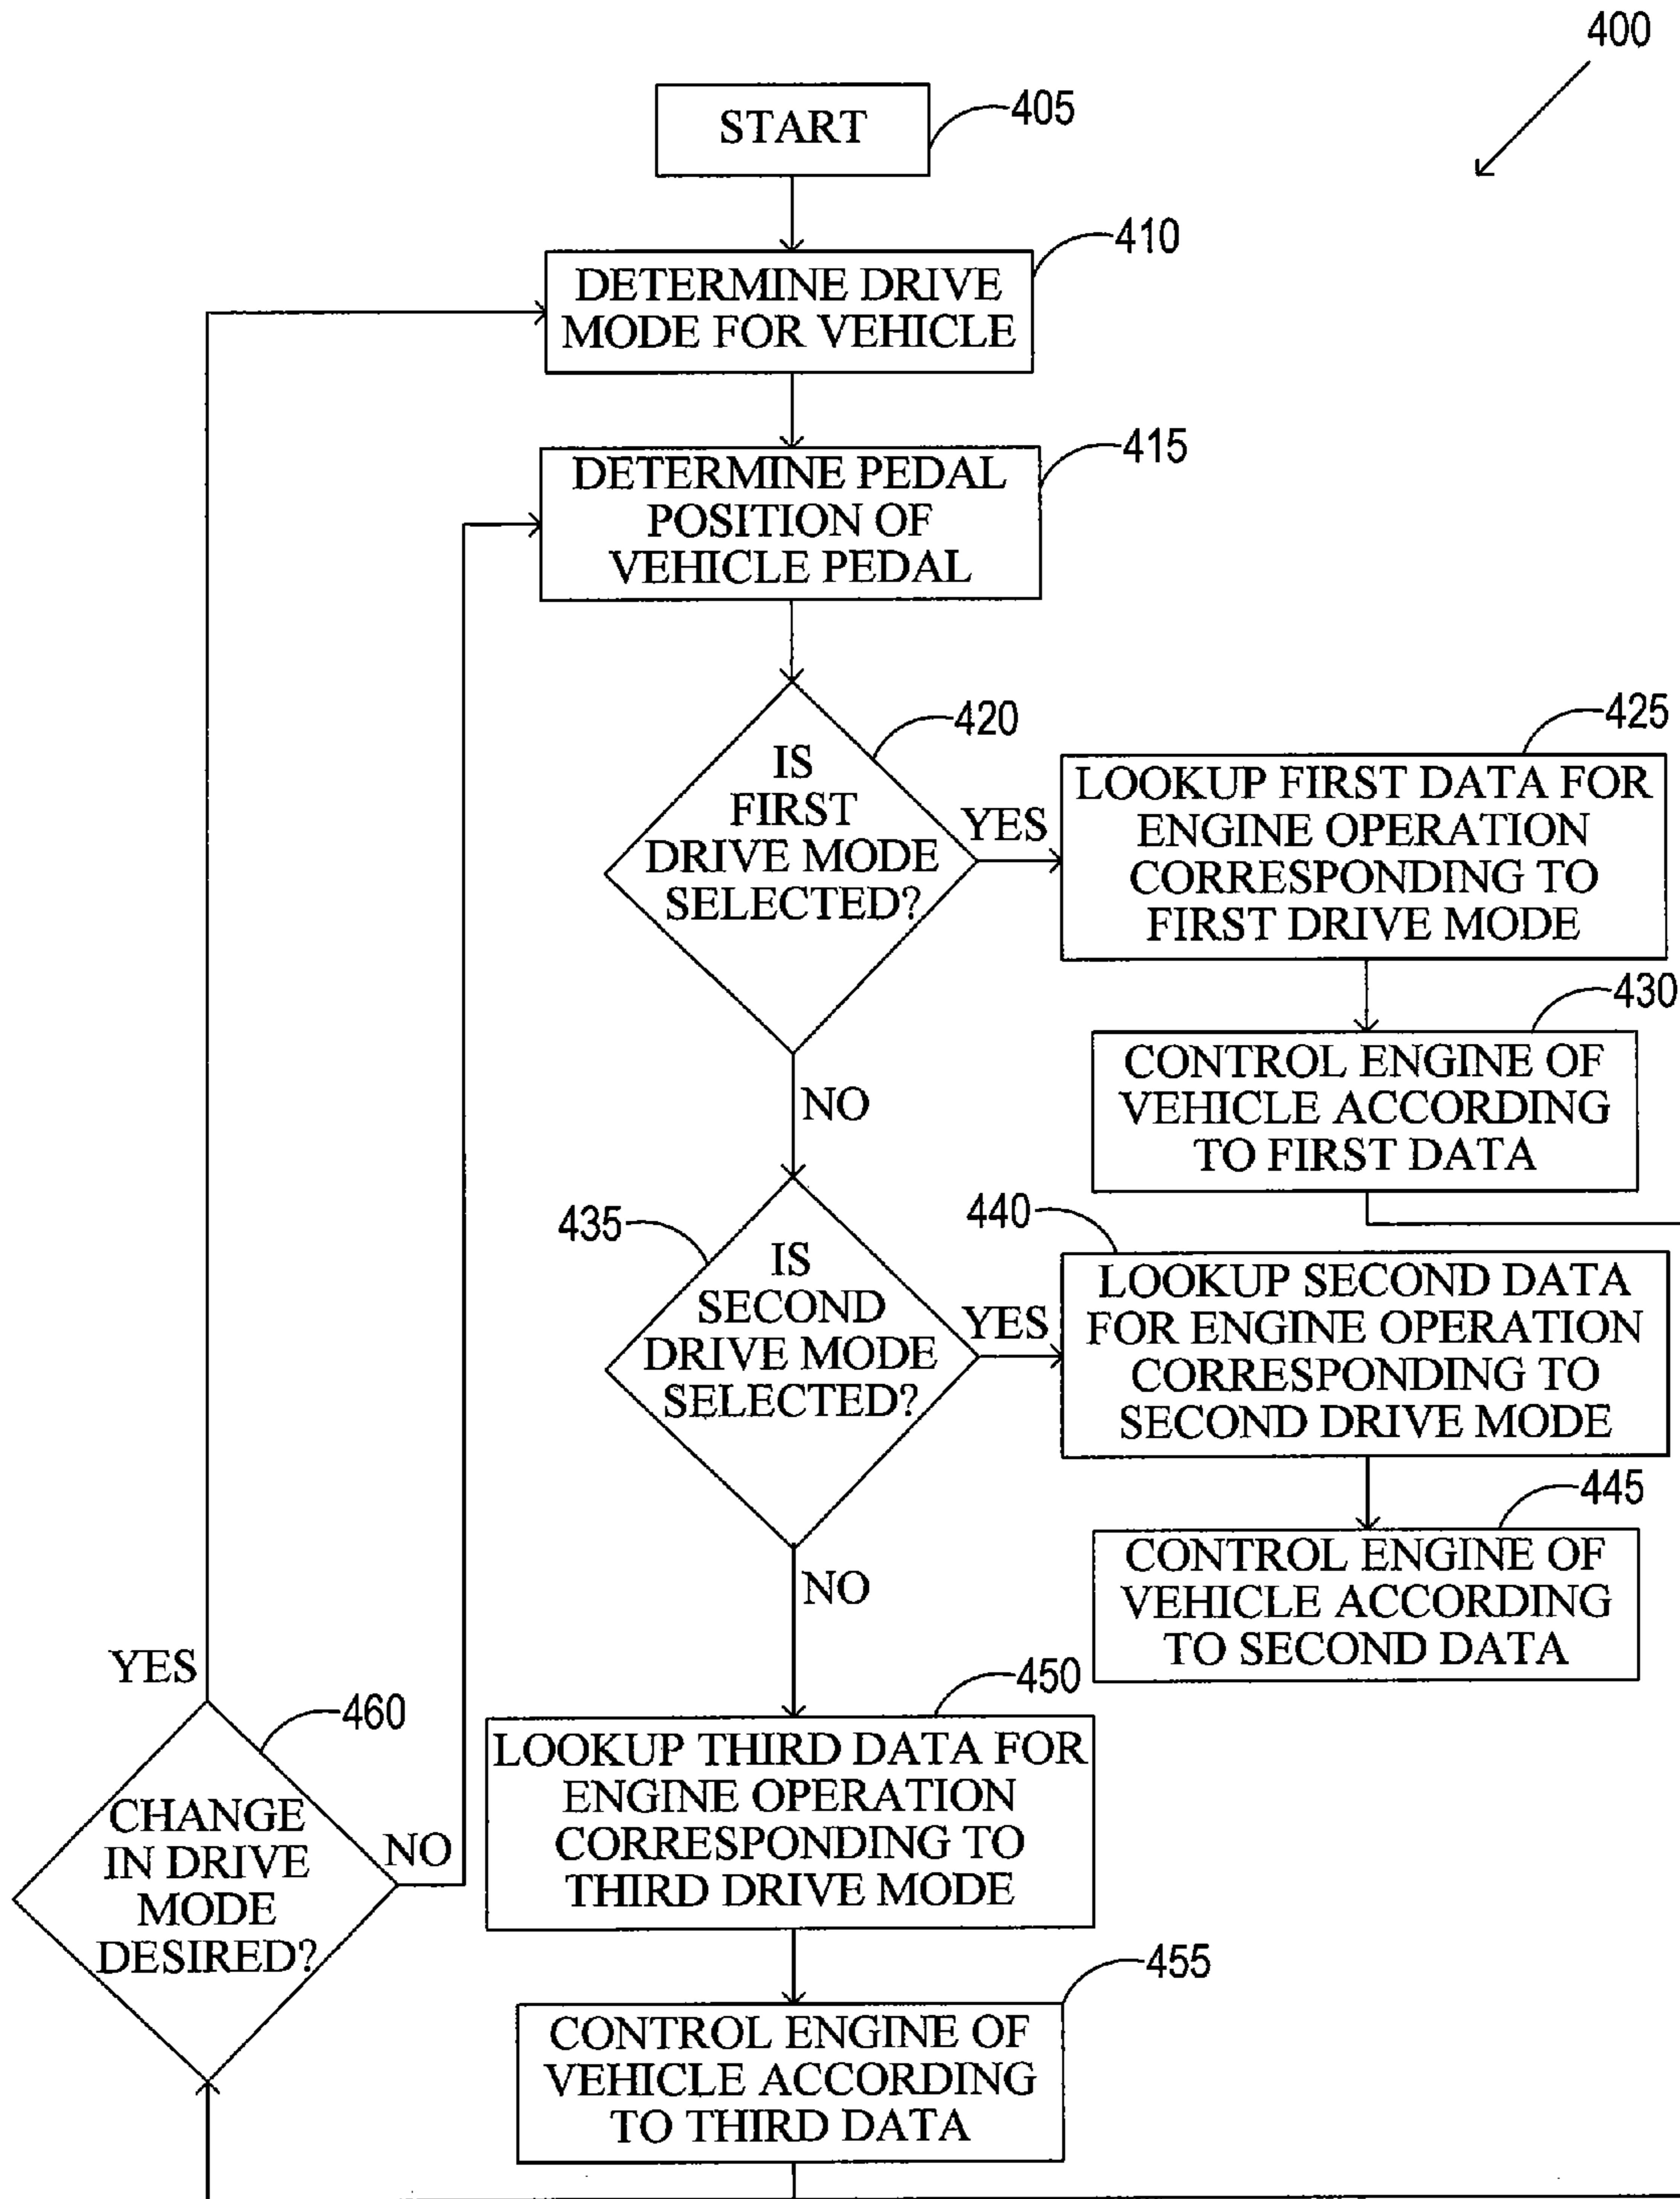 400
START
405
DETERMINE DRIVE
MODE FOR VEHICLE
410
DETERMINE PEDAL
POSITION OF
VEHICLE PEDAL
415
IS
FIRST
DRIVE MODE
SELECTED?
420
YES
LOOKUP FIRST DATA FOR
ENGINE OPERATION
CORRESPONDING TO
FIRST DRIVE MODE
425
CONTROL ENGINE OF
VEHICLE ACCORDING
TO FIRST DATA
430
NO
IS
SECOND
DRIVE MODE
SELECTED?
435
YES
LOOKUP SECOND DATA
FOR ENGINE OPERATION
CORRESPONDING TO
SECOND DRIVE MODE
440
CONTROL ENGINE OF
VEHICLE ACCORDING
TO SECOND DATA
445
NO
LOOKUP THIRD DATA FOR
ENGINE OPERATION
CORRESPONDING TO
THIRD DRIVE MODE
450
CONTROL ENGINE OF
VEHICLE ACCORDING
TO THIRD DATA
455
YES
CHANGE
IN DRIVE
MODE
DESIRED?
460
NO